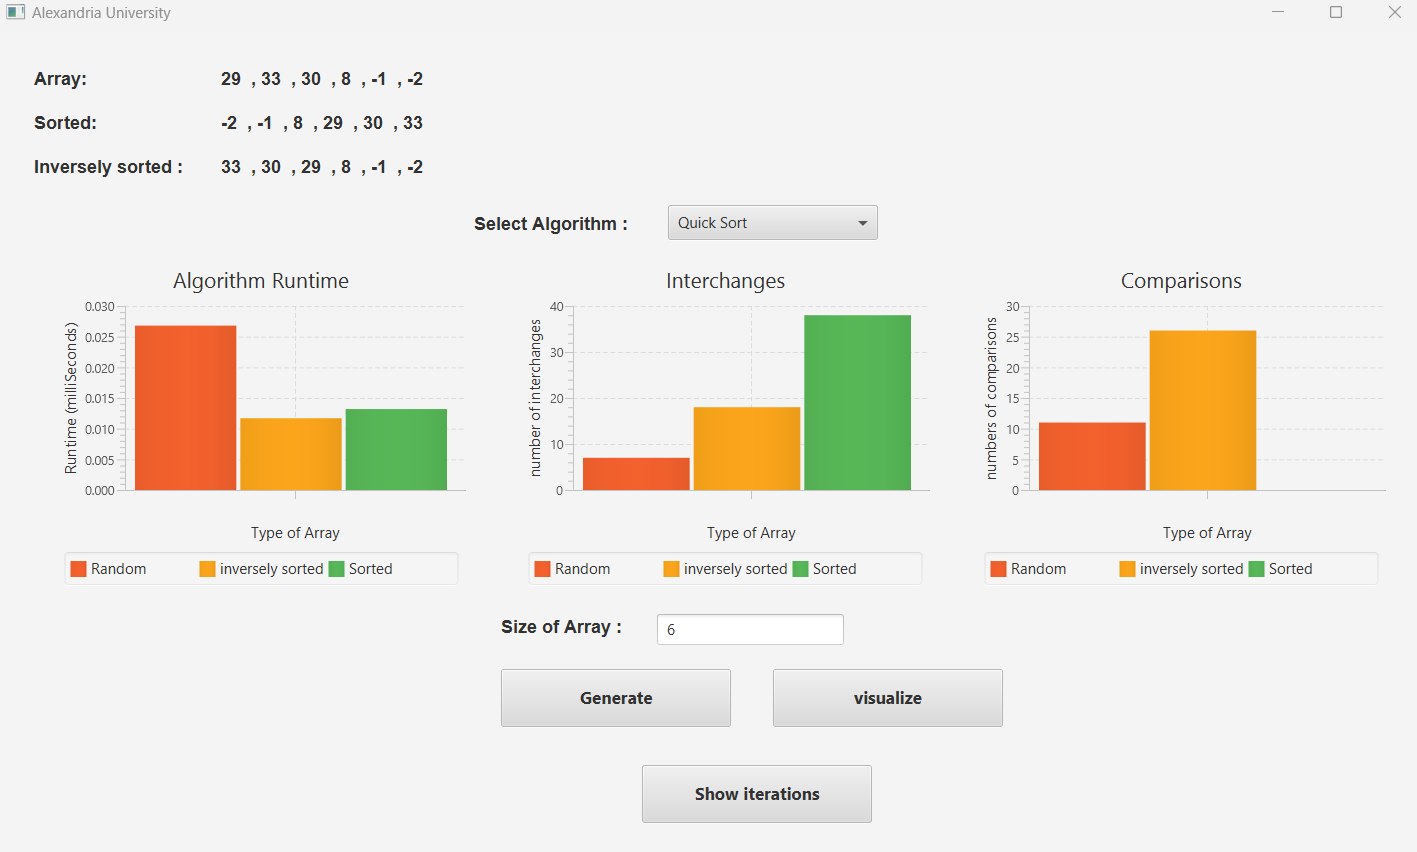 Alexandria University
Array: 29 , 33 , 30 , 8 , -1 , -2
Sorted: -2 , -1 , 8 , 29 , 30 , 33
Inversely sorted : 33 , 30 , 29 , 8 , -1 , -2
Select Algorithm : Quick Sort
Algorithm Runtime
Runtime (milliSeconds)
0.030
0.025
0.020
0.015
0.010
0.005
0.000
Type of Array
Random inversely sorted Sorted
Interchanges
number of interchanges
40
30
20
10
0
Type of Array
Random inversely sorted Sorted
Comparisons
numbers of comparisons
30
25
20
15
10
5
0
Type of Array
Random inversely sorted Sorted
Size of Array : 6
Generate visualize
Show iterations